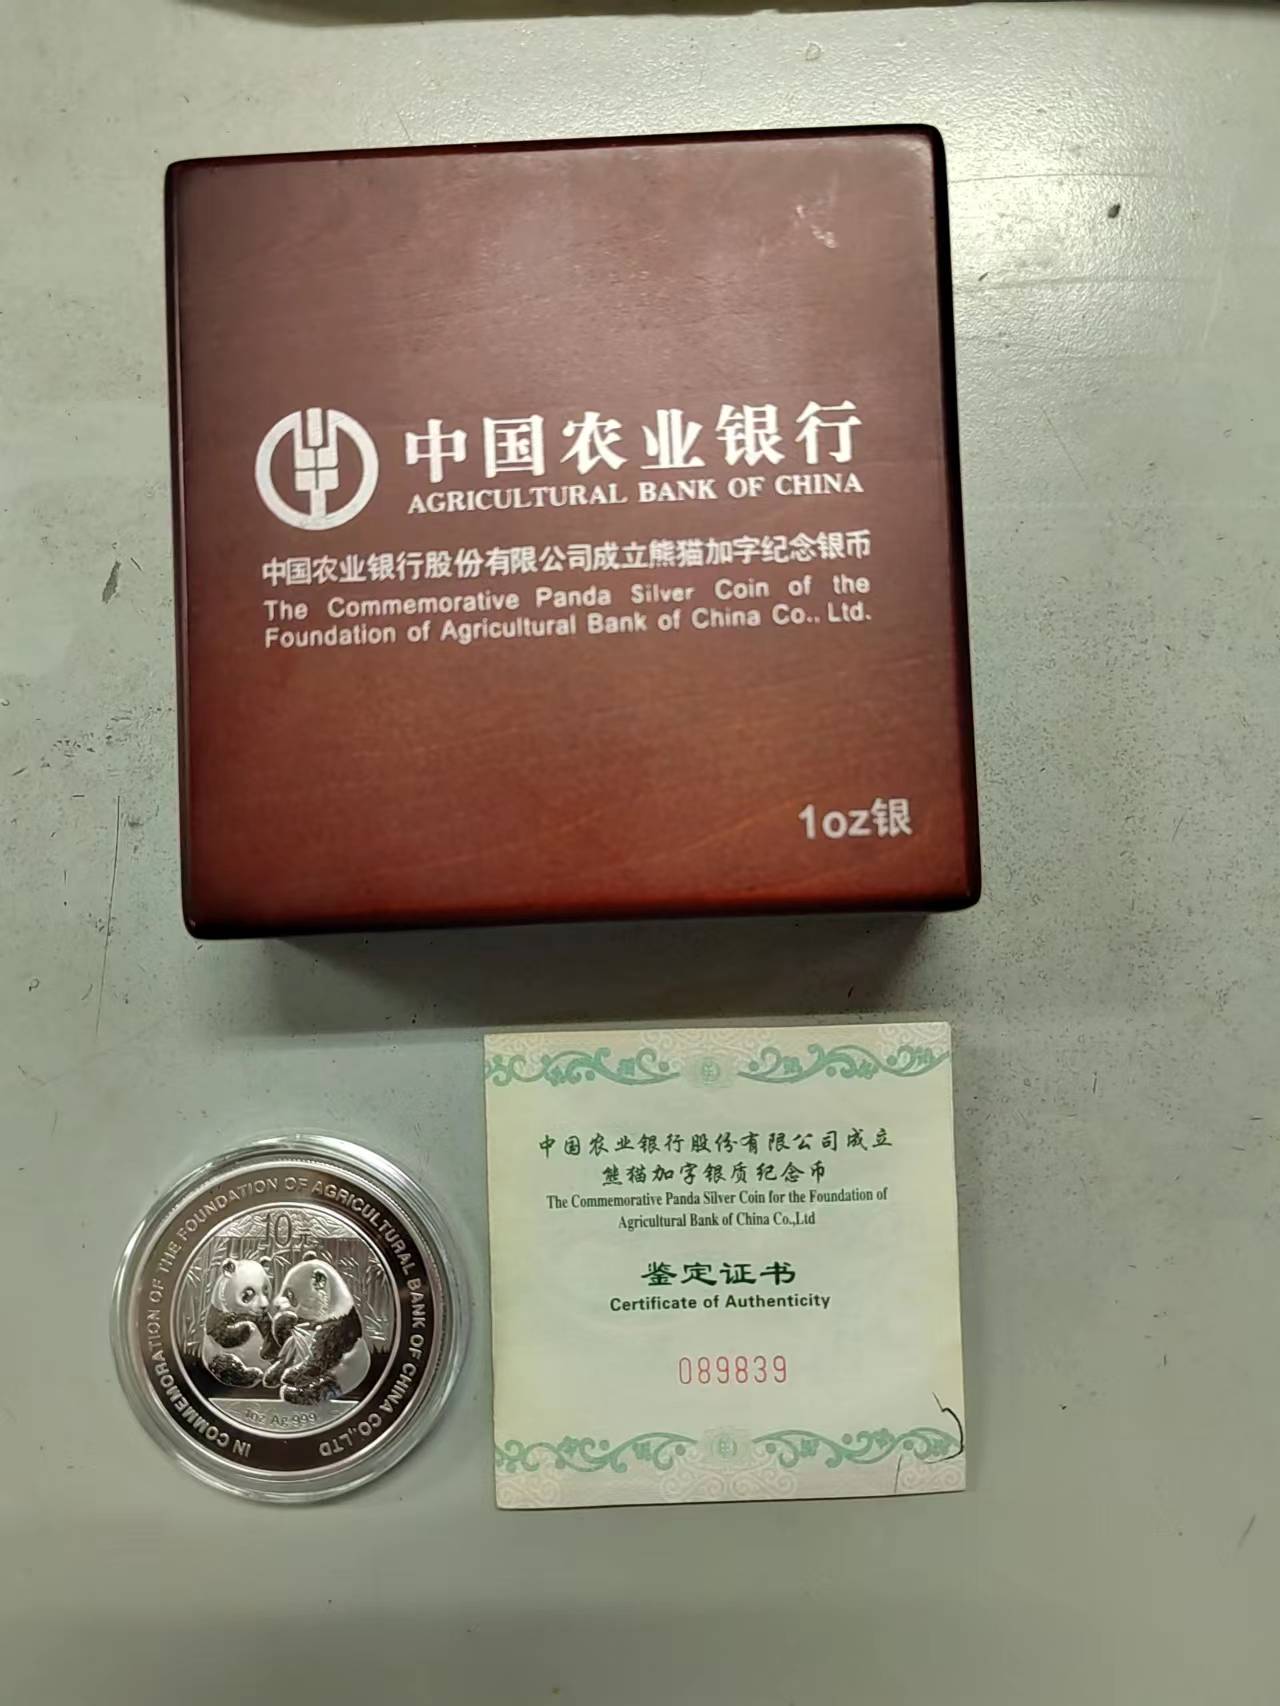 中国农业银行
AGRICULTURAL BANK OF CHINA
中国农业银行股份有限公司成立熊猫加字纪念银币
The Commemorative Panda Silver Coin of the
Foundation of Agricultural Bank of China Co., Ltd.
1oz银
IN COMMEMORATION OF THE FOUNDATION OF AGRICULTURAL BANK OF CHINA CO.,LTD
10元
1oz Ag.999
中国农业银行股份有限公司成立
熊猫加字银质纪念币
The Commemorative Panda Silver Coin for the Foundation of
Agricultural Bank of China Co.,Ltd
鉴定证书
Certificate of Authenticity
089839